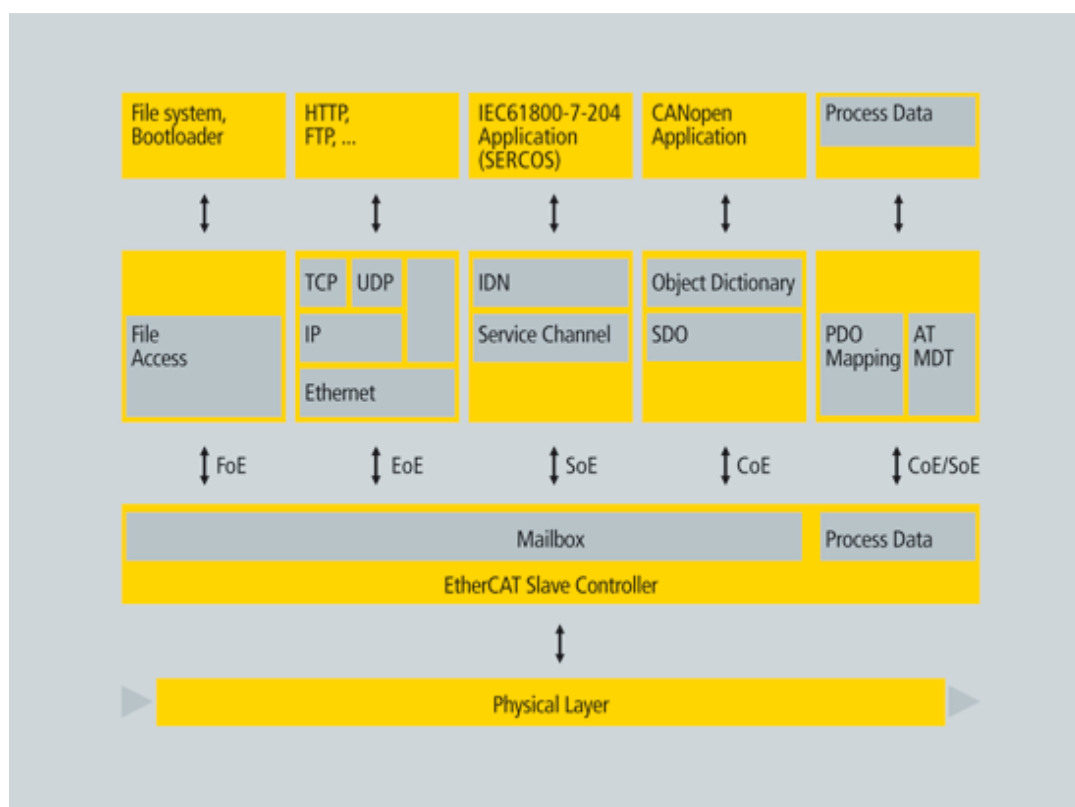 File system,
Bootloader
HTTP,
FTP, ...
IEC61800-7-204
Application
(SERCOS)
CANopen
Application
Process Data
File
Access
TCP
UDP
IP
Ethernet
IDN
Service Channel
Object Dictionary
SDO
PDO
Mapping
AT
MDT
FoE
EoE
SoE
CoE
CoE/SoE
Mailbox
Process Data
EtherCAT Slave Controller
Physical Layer